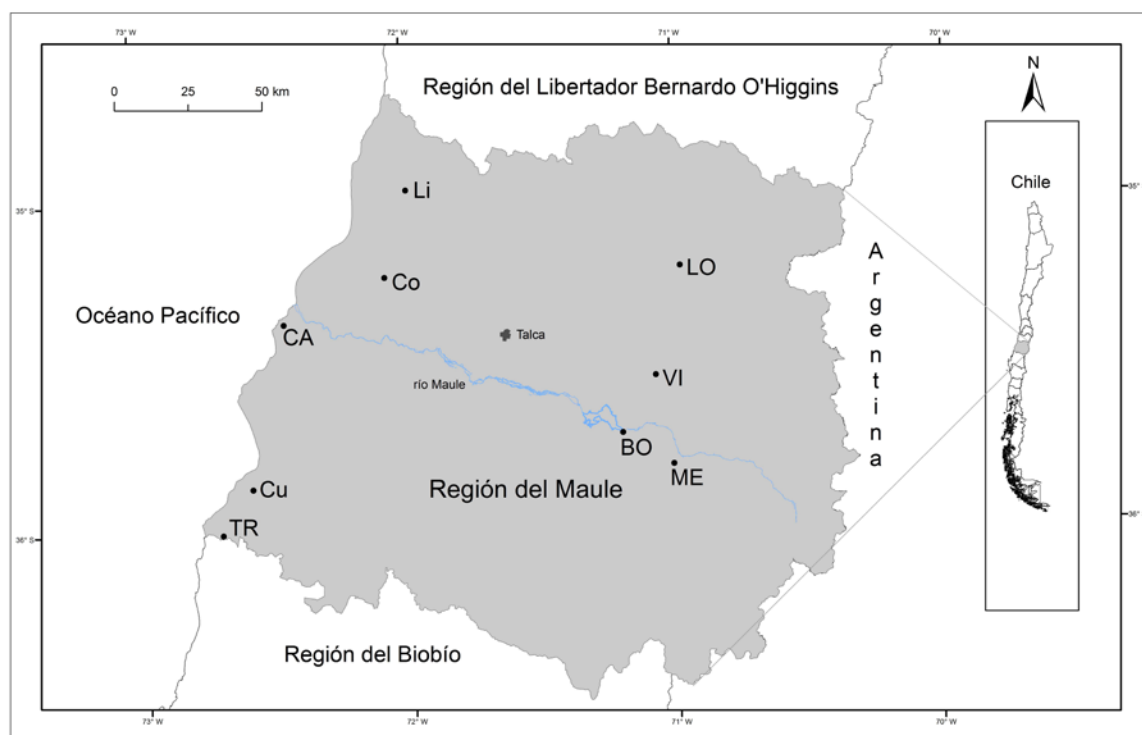 73° W 72° W 71° W 70° W
0 25 50 km
Región del Libertador Bernardo O'Higgins
N
Chile
35° S
35° S
Li
LO
Co
Argentina
Océano Pacífico
CA
Talca
río Maule
VI
BO
ME
Región del Maule
Cu
TR
36° S
36° S
Región del Biobío
73° W 72° W 71° W 70° W